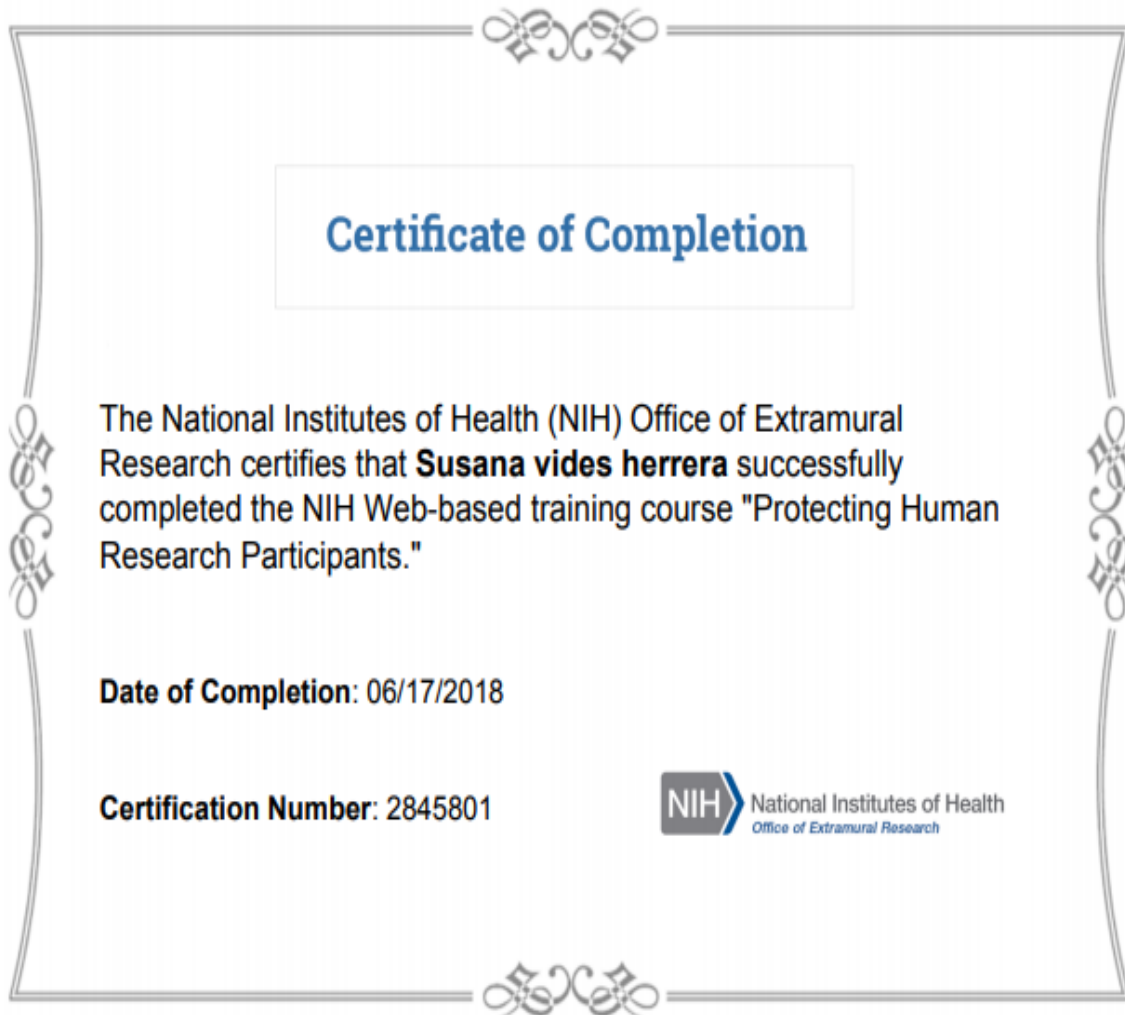 Certificate of Completion
The National Institutes of Health (NIH) Office of Extramural
Research certifies that Susana vides herrera successfully
completed the NIH Web-based training course "Protecting Human
Research Participants."
Date of Completion: 06/17/2018
Certification Number: 2845801
NIH National Institutes of Health
Office of Extramural Research